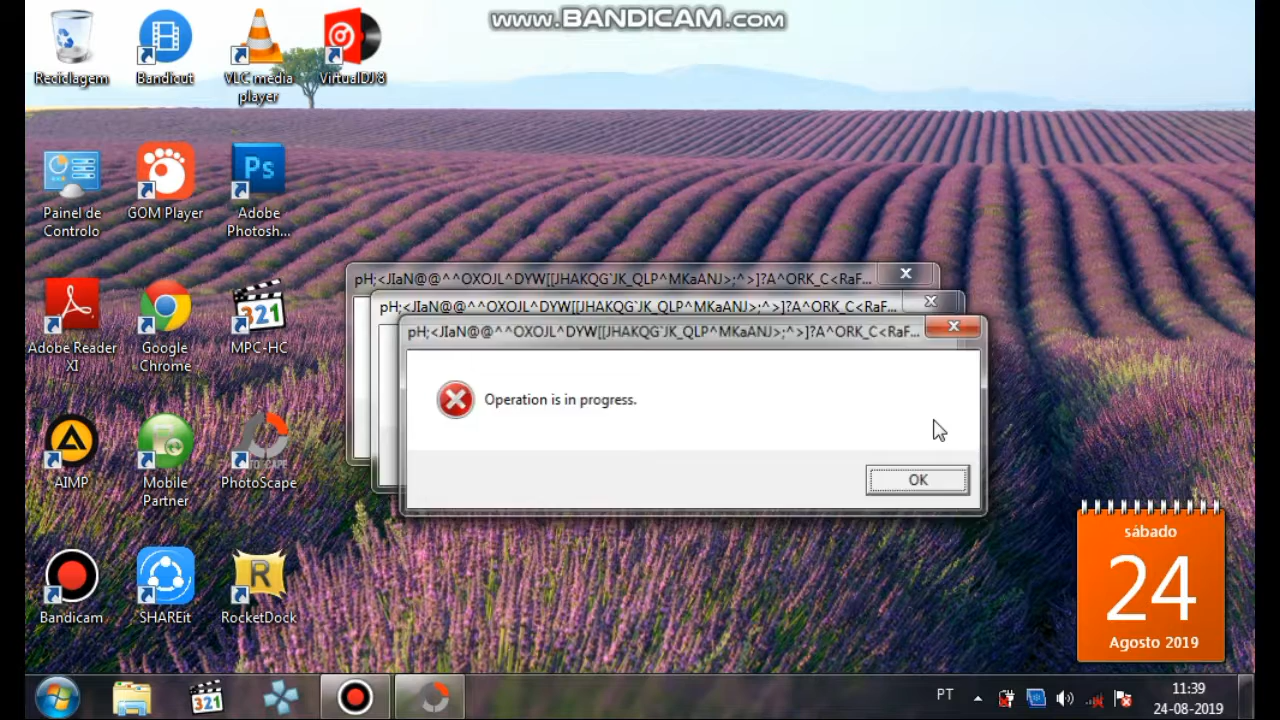 www.BANDICAM.com
Reciclagem
Bandicut
VLC media
player
VirtualDJ 8
Painel de
Controlo
GOM Player
Ps
Adobe
Photosh...
Adobe Reader
XI
Google
Chrome
321
MPC-HC
AIMP
Mobile
Partner
PhotoScape
Bandicam
SHAREit
R
RocketDock
pH;<JIaN@@^^OXOJL^DYW[[JHAKQG`JK_QLP^MKaANJ>;^>]?A^ORK_C<RaF...
pH;<JIaN@@^^OXOJL^DYW[[JHAKQG`JK_QLP^MKaANJ>;^>]?A^ORK_C<RaF...
pH;<JIaN@@^^OXOJL^DYW[[JHAKQG`JK_QLP^MKaANJ>;^>]?A^ORK_C<RaF...
Operation is in progress.
OK
sábado
24
Agosto 2019
321
PT
11:39
24-08-2019